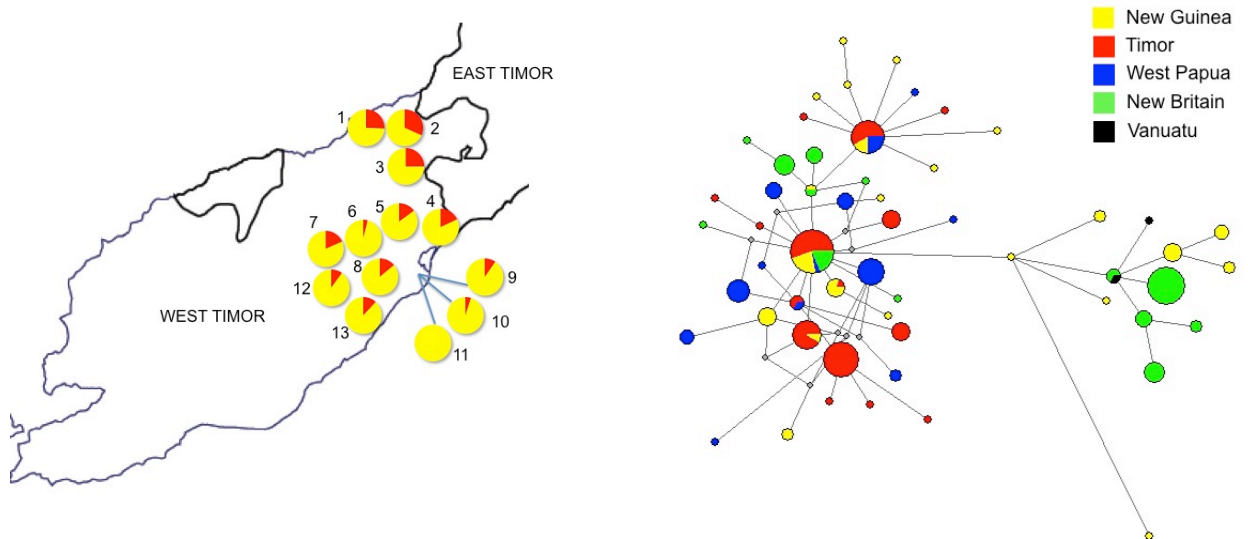 EAST TIMOR
1
2
3
4
5
6
7
8
9
12
10
13
11
WEST TIMOR
New Guinea
Timor
West Papua
New Britain
Vanuatu